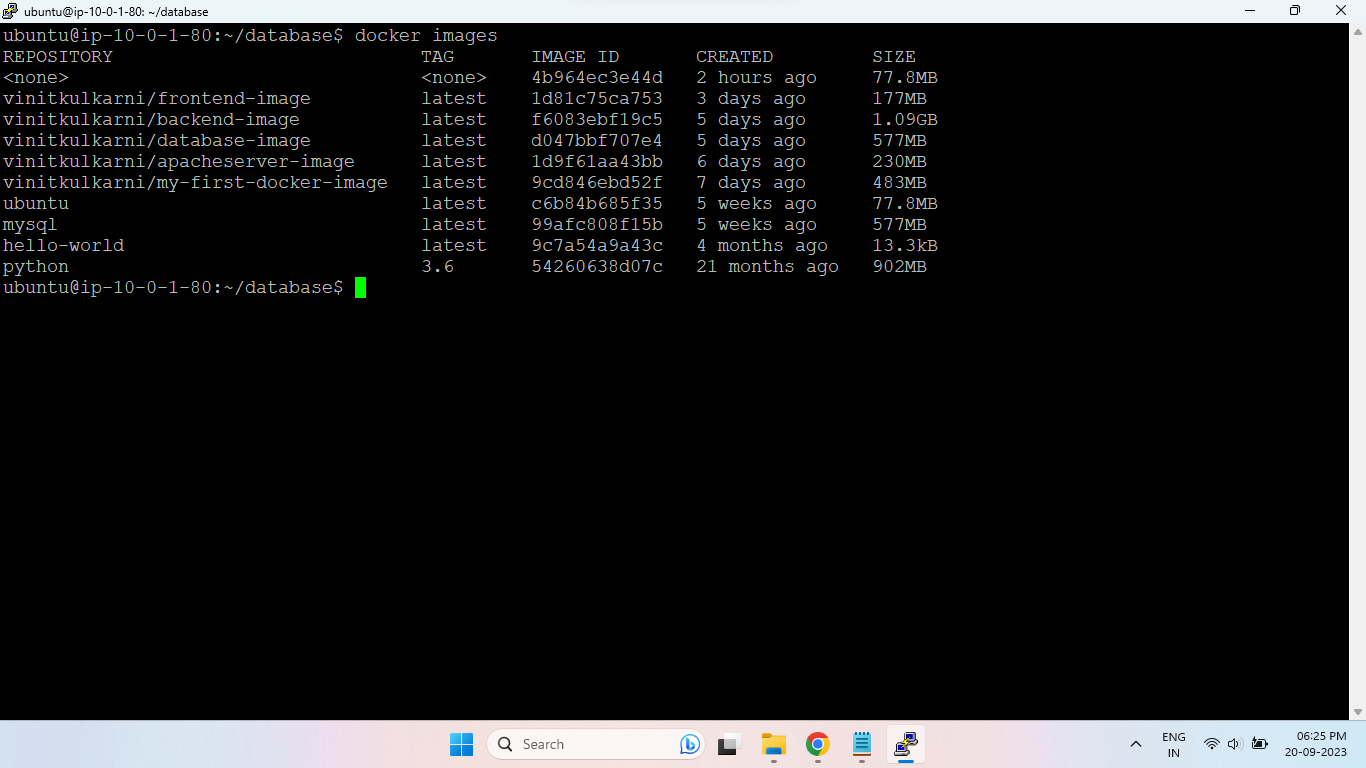 ubuntu@ip-10-0-1-80: ~/database
ubuntu@ip-10-0-1-80:~/database$ docker images
REPOSITORY TAG IMAGE ID CREATED SIZE
<none> <none> 4b964ec3e44d 2 hours ago 77.8MB
vinitkulkarni/frontend-image latest 1d81c75ca753 3 days ago 177MB
vinitkulkarni/backend-image latest f6083ebf19c5 5 days ago 1.09GB
vinitkulkarni/database-image latest d047bbf707e4 5 days ago 577MB
vinitkulkarni/apacheserver-image latest 1d9f61aa43bb 6 days ago 230MB
vinitkulkarni/my-first-docker-image latest 9cd846ebd52f 7 days ago 483MB
ubuntu latest c6b84b685f35 5 weeks ago 77.8MB
mysql latest 99afc808f15b 5 weeks ago 577MB
hello-world latest 9c7a54a9a43c 4 months ago 13.3kB
python 3.6 54260638d07c 21 months ago 902MB
ubuntu@ip-10-0-1-80:~/database$
Search
ENG
IN
06:25 PM
20-09-2023